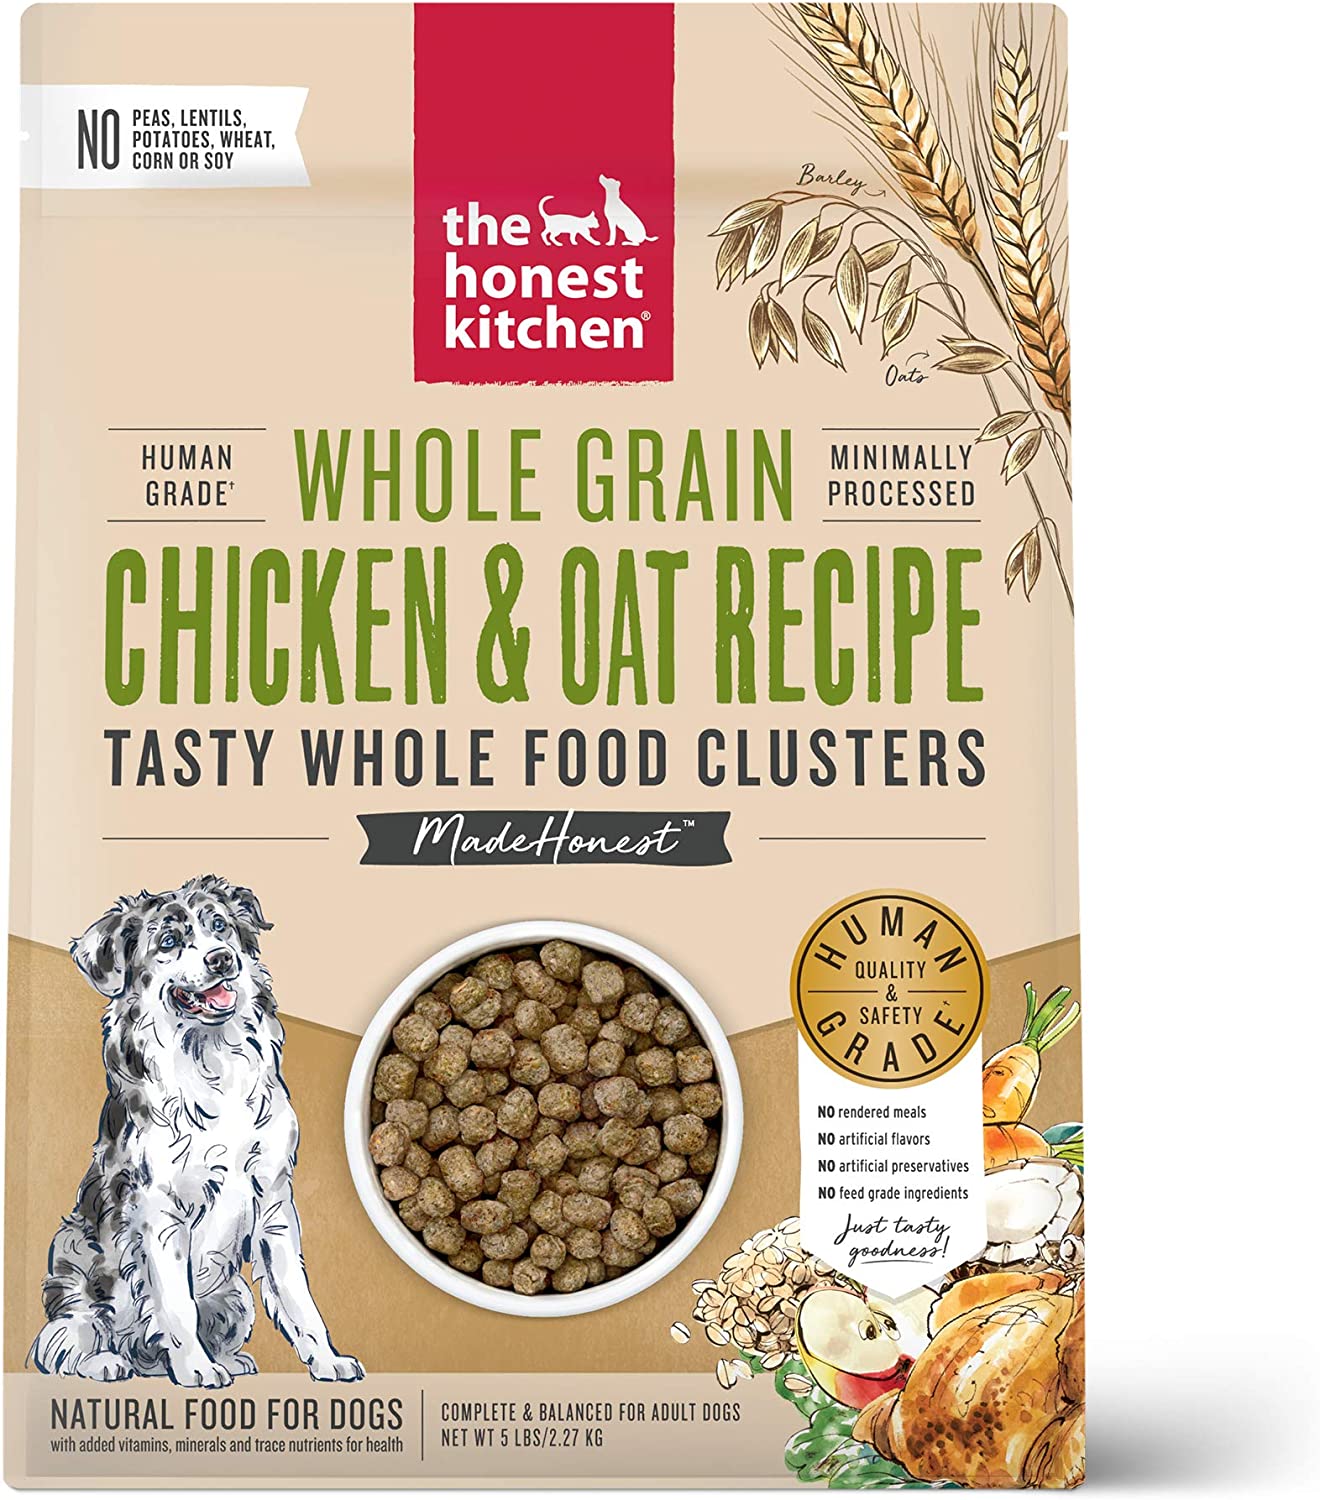 NO PEAS, LENTILS,
POTATOES, WHEAT,
CORN OR SOY
the
honest
kitchen®
Barley
Oats
HUMAN
GRADE†
WHOLE GRAIN
MINIMALLY
PROCESSED
CHICKEN & OAT RECIPE
TASTY WHOLE FOOD CLUSTERS
MadeHonest™
HUMAN
QUALITY
&
SAFETY
GRADE†
NO rendered meals
NO artificial flavors
NO artificial preservatives
NO feed grade ingredients
Just tasty
goodness!
NATURAL FOOD FOR DOGS
with added vitamins, minerals and trace nutrients for health
COMPLETE & BALANCED FOR ADULT DOGS
NET WT 5 LBS/2.27 KG